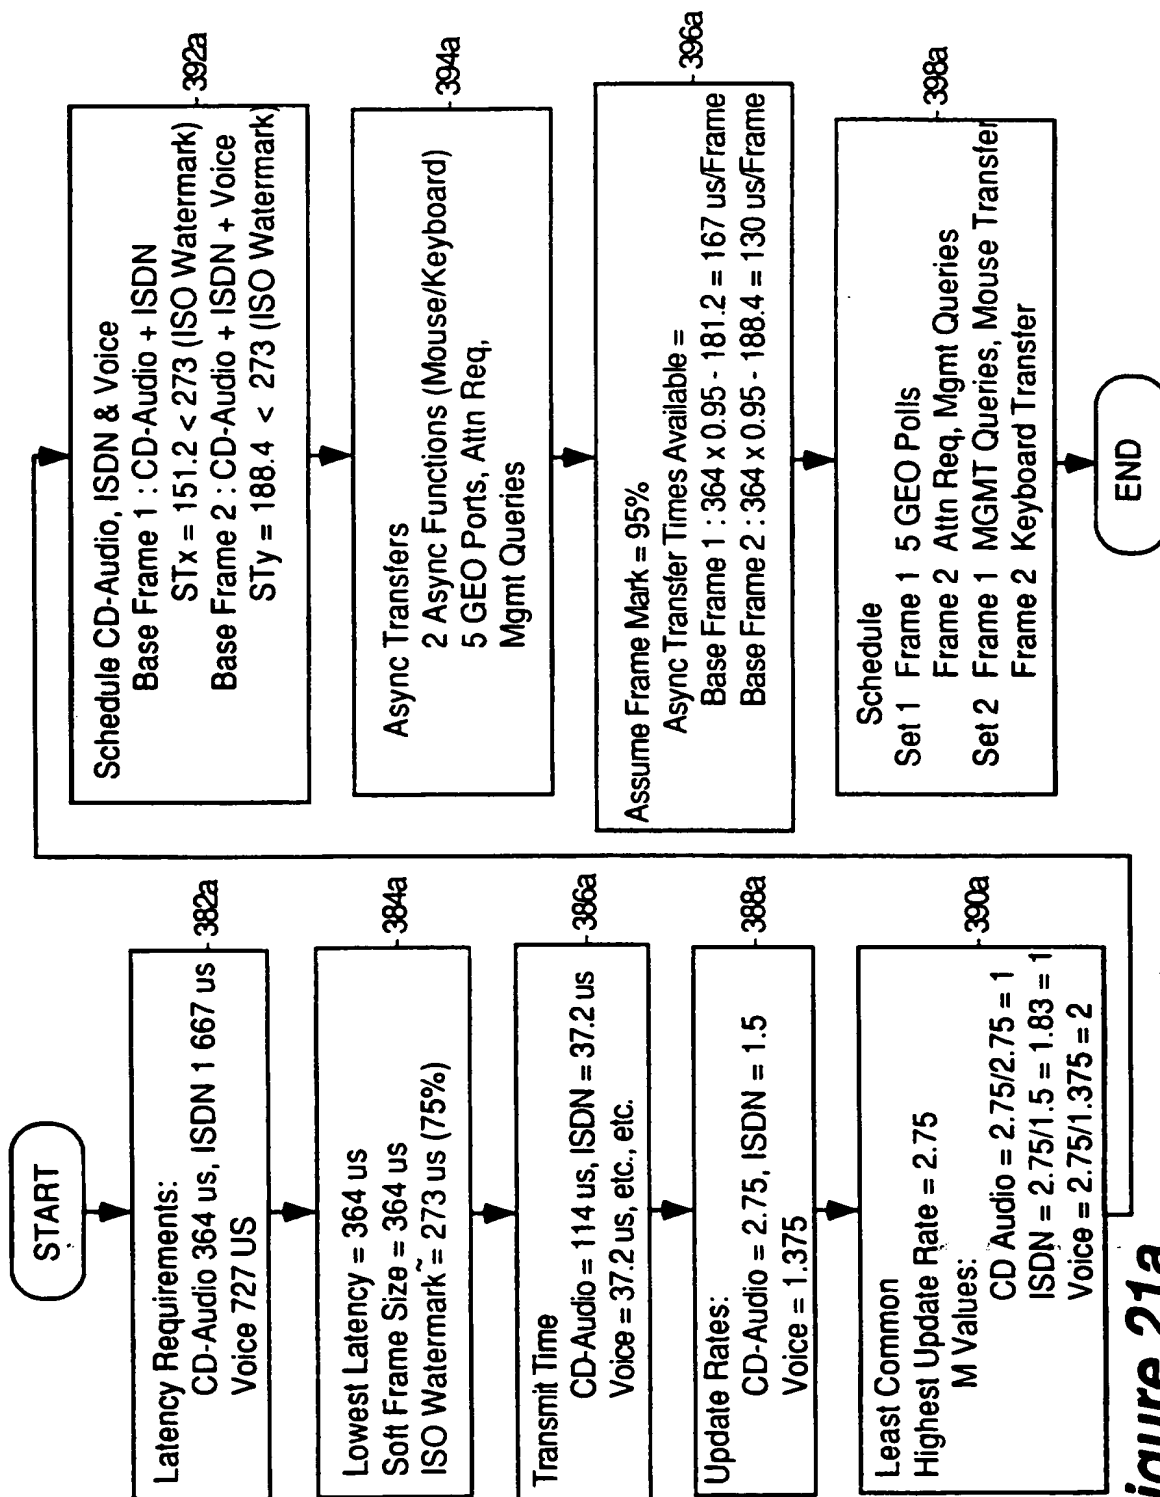 START
Latency Requirements:
CD-Audio 364 us, ISDN 1 667 us
Voice 727 US
382a
Lowest Latency = 364 us
Soft Frame Size = 364 us
ISO Watermark = 273 us (75%)
384a
Transmit Time
CD-Audio = 114 us, ISDN = 37.2 us
Voice = 37.2 us, etc., etc.
386a
Update Rates:
CD-Audio = 2.75, ISDN = 1.5
Voice = 1.375
388a
Least Common
Highest Update Rate = 2.75
M Values:
CD Audio = 2.75/2.75 = 1
ISDN = 2.75/1.5 = 1.83 = 1
Voice = 2.75/1.375 = 2
390a
Schedule CD-Audio, ISDN & Voice
Base Frame 1 : CD-Audio + ISDN
STx = 151.2 < 273 (ISO Watermark)
Base Frame 2 : CD-Audio + ISDN + Voice
STy = 188.4 < 273 (ISO Watermark)
392a
Async Transfers
2 Async Functions (Mouse/Keyboard)
5 GEO Ports, Attn Req,
Mgmt Queries
394a
Assume Frame Mark = 95%
Async Transfer Times Available =
Base Frame 1 : 364 x 0.95 - 181.2 = 167 us/Frame
Base Frame 2 : 364 x 0.95 - 188.4 = 130 us/Frame
396a
Schedule
Set 1 Frame 1 5 GEO Polls
Frame 2 Attn Req, Mgmt Queries
Set 2 Frame 1 MGMT Queries, Mouse Transfer
Frame 2 Keyboard Transfer
398a
END
igure 21a